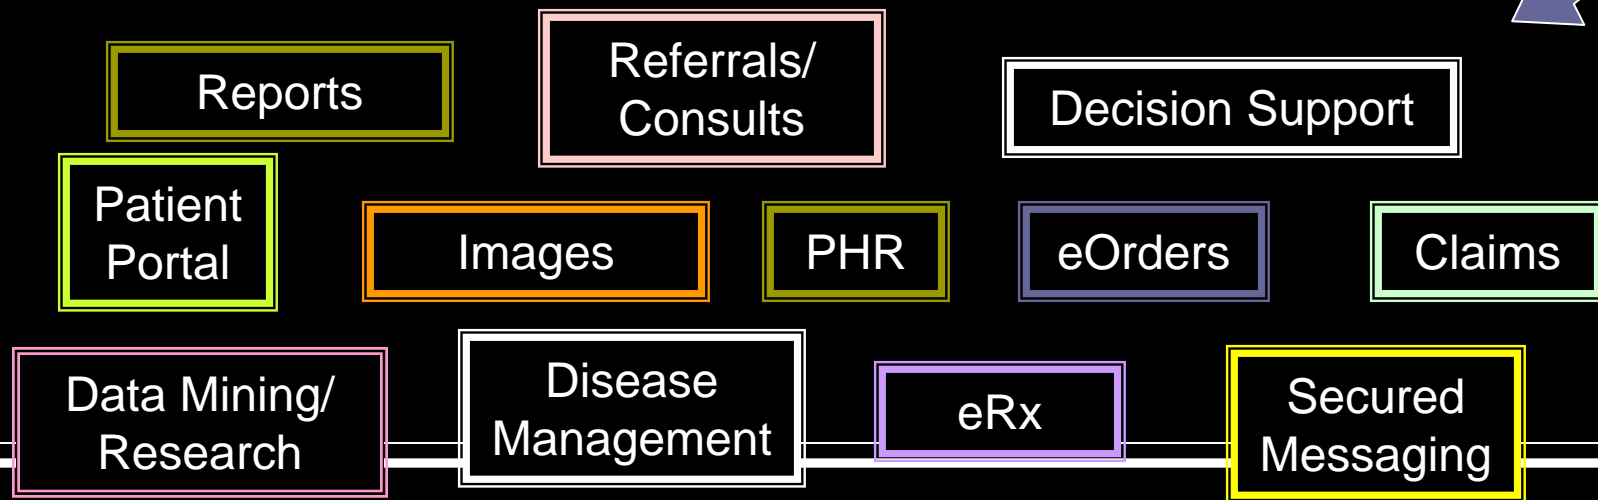 Reports
Referrals/
Consults
Decision Support
Patient
Portal
Images
PHR
eOrders
Claims
Data Mining/
Research
Disease
Management
eRx
Secured
Messaging